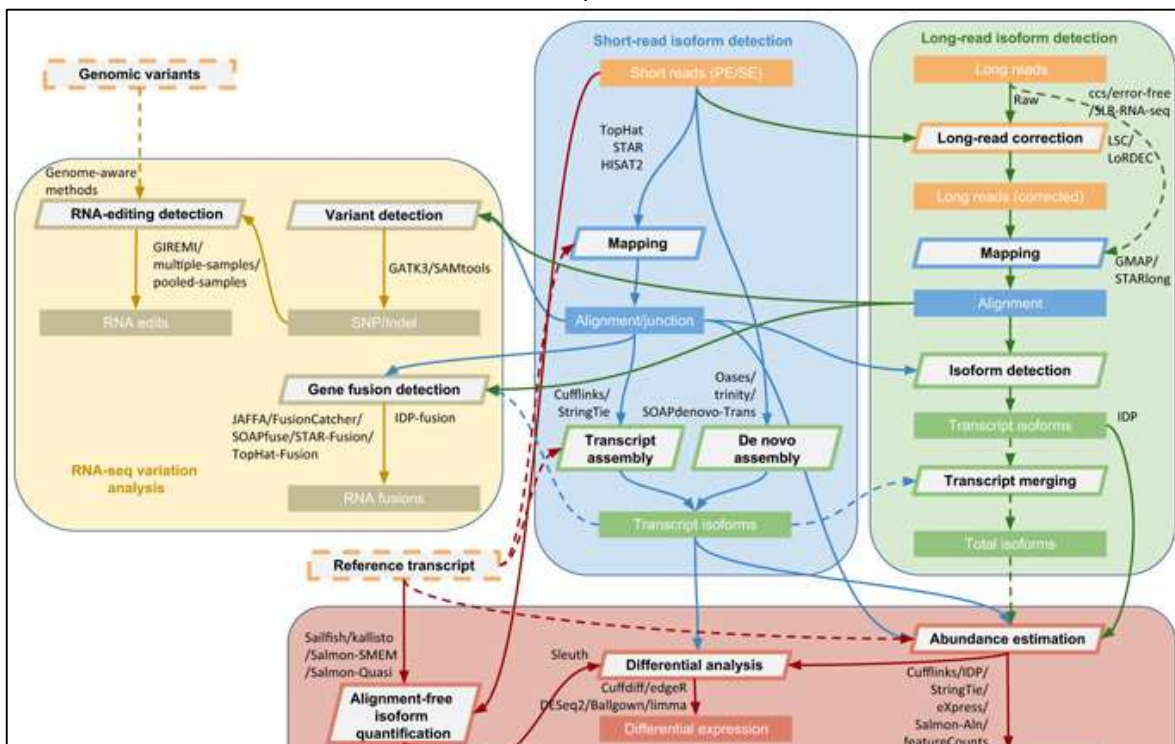 Short-read isoform detection
Long-read isoform detection
Genomic variants
Short reads (PE/SE)
Long reads
Raw
ccs/error-free
/SLR-RNA-seq
TopHat
STAR
HISAT2
Long-read correction
LSC/
LoRDEC
Genome-aware
methods
RNA-editing detection
Variant detection
Long reads (corrected)
Mapping
Mapping
GIREMI/
multiple-samples/
pooled-samples
GATK3/SAMtools
GMAP/
STARlong
RNA edits
SNP/Indel
Alignment/junction
Alignment
Gene fusion detection
Isoform detection
JAFFA/FusionCatcher/
SOAPfuse/STAR-Fusion/
TopHat-Fusion
IDP-fusion
Cufflinks/
StringTie
Oases/
trinity/
SOAPdenovo-Trans
Transcript isoforms
IDP
Transcript
assembly
De novo
assembly
RNA-seq variation
analysis
Transcript merging
RNA fusions
Transcript isoforms
Total isoforms
Reference transcript
Sailfish/kallisto
/Salmon-SMEM
/Salmon-Quasi
Sleuth
Differential analysis
Abundance estimation
Cuffdiff/edgeR
DESeq2/Ballgown/limma
Cufflinks/IDP/
StringTie/
eXpress/
Salmon-Aln/
featureCounts
Alignment-free
isoform
quantification
Differential expression